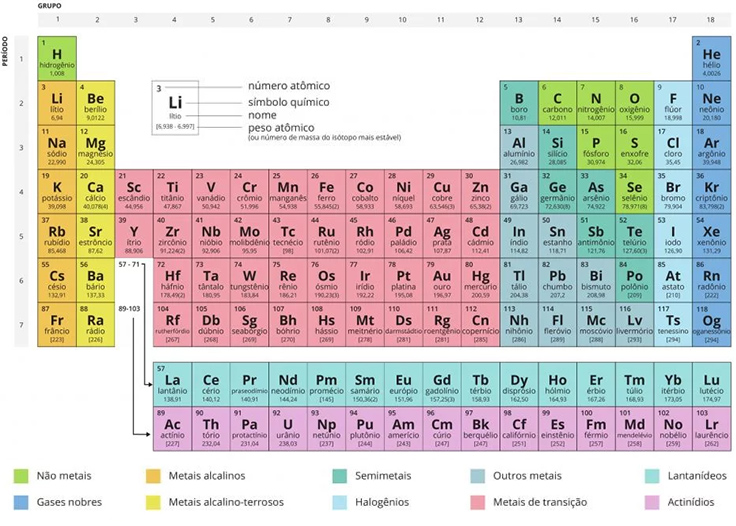 GRUPO
1 2 3 4 5 6 7 8 9 10 11 12 13 14 15 16 17 18
PERÍODO
1
1 2
H He
hidrogênio hélio
1,008 4,0026
3
Li
lítio
[6,938 - 6,997]
número atômico
símbolo químico
nome
peso atômico
(ou número de massa do isótopo mais estável)
2
3 4 5 6 7 8 9 10
Li Be B C N O F Ne
lítio berílio boro carbono nitrogênio oxigênio flúor neônio
6,94 9,0122 10,81 12,011 14,007 15,999 18,998 20,180
3
11 12 13 14 15 16 17 18
Na Mg Al Si P S Cl Ar
sódio magnésio alumínio silício fósforo enxofre cloro argônio
22,990 24,305 26,982 28,085 30,974 32,06 35,45 39,948
4
19 20 21 22 23 24 25 26 27 28 29 30 31 32 33 34 35 36
K Ca Sc Ti V Cr Mn Fe Co Ni Cu Zn Ga Ge As Se Br Kr
potássio cálcio escândio titânio vanádio crômio manganês ferro cobalto níquel cobre zinco gálio germânio arsênio selênio bromo criptônio
39,098 40,078(4) 44,956 47,867 50,942 51,996 54,938 55,845(2) 58,933 58,693 63,546(3) 65,38(2) 69,723 72,630(8) 74,922 78,971(8) 79,904 83,798(2)
5
37 38 39 40 41 42 43 44 45 46 47 48 49 50 51 52 53 54
Rb Sr Y Zr Nb Mo Tc Ru Rh Pd Ag Cd In Sn Sb Te I Xe
rubídio estrôncio ítrio zircônio nióbio molibdênio tecnécio rutênio ródio paládio prata cádmio índio estanho antimônio telúrio iodo xenônio
85,468 87,62 88,906 91,224(2) 92,906 95,95 [98] 101,07(2) 102,91 106,42 107,87 112,41 114,82 118,71 121,76 127,60(3) 126,90 131,29
6
55 56 57 - 71 72 73 74 75 76 77 78 79 80 81 82 83 84 85 86
Cs Ba Hf Ta W Re Os Ir Pt Au Hg Tl Pb Bi Po At Rn
césio bário háfnio tântalo tungstênio rênio ósmio irídio platina ouro mercúrio tálio chumbo bismuto polônio astato radônio
132,91 137,33 178,49(2) 180,95 183,84 186,21 190,23(3) 192,22 195,08 196,97 200,59 204,38 207,2 208,98 [209] [210] [222]
7
87 88 89-103 104 105 106 107 108 109 110 111 112 113 114 115 116 117 118
Fr Ra Rf Db Sg Bh Hs Mt Ds Rg Cn Nh Fl Mc Lv Ts Og
frâncio rádio rutherfórdio dúbnio seabórgio bóhrio hássio meitnério darmstádtio roentgênio copernício nihônio fleróvio moscóvio livermório tenessino oganessônio
[223] [226] [267] [268] [269] [270] [269] [278] [281] [281] [285] [286] [289] [288] [293] [294] [294]
57
La Ce Pr Nd Pm Sm Eu Gd Tb Dy Ho Er Tm Yb Lu
lantânio cério praseodímio neodímio promécio samário európio gadolínio térbio disprósio hólmio érbio túlio itérbio lutécio
138,91 140,12 140,91 144,24 [145] 150,36(2) 151,96 157,25(3) 158,93 162,50 164,93 167,26 168,93 173,05 174,97
89 90 91 92 93 94 95 96 97 98 99 100 101 102 103
Ac Th Pa U Np Pu Am Cm Bk Cf Es Fm Md No Lr
actínio tório protactínio urânio netúnio plutônio amerício cúrio berquélio califórnio einstênio férmio mendelévio nobélio laurêncio
[227] 232,04 231,04 238,03 [237] [244] [243] [247] [247] [251] [252] [257] [258] [259] [262]
Não metais Metais alcalinos Semimetais Outros metais Lantanídeos
Gases nobres Metais alcalino-terrosos Halogênios Metais de transição Actinídios